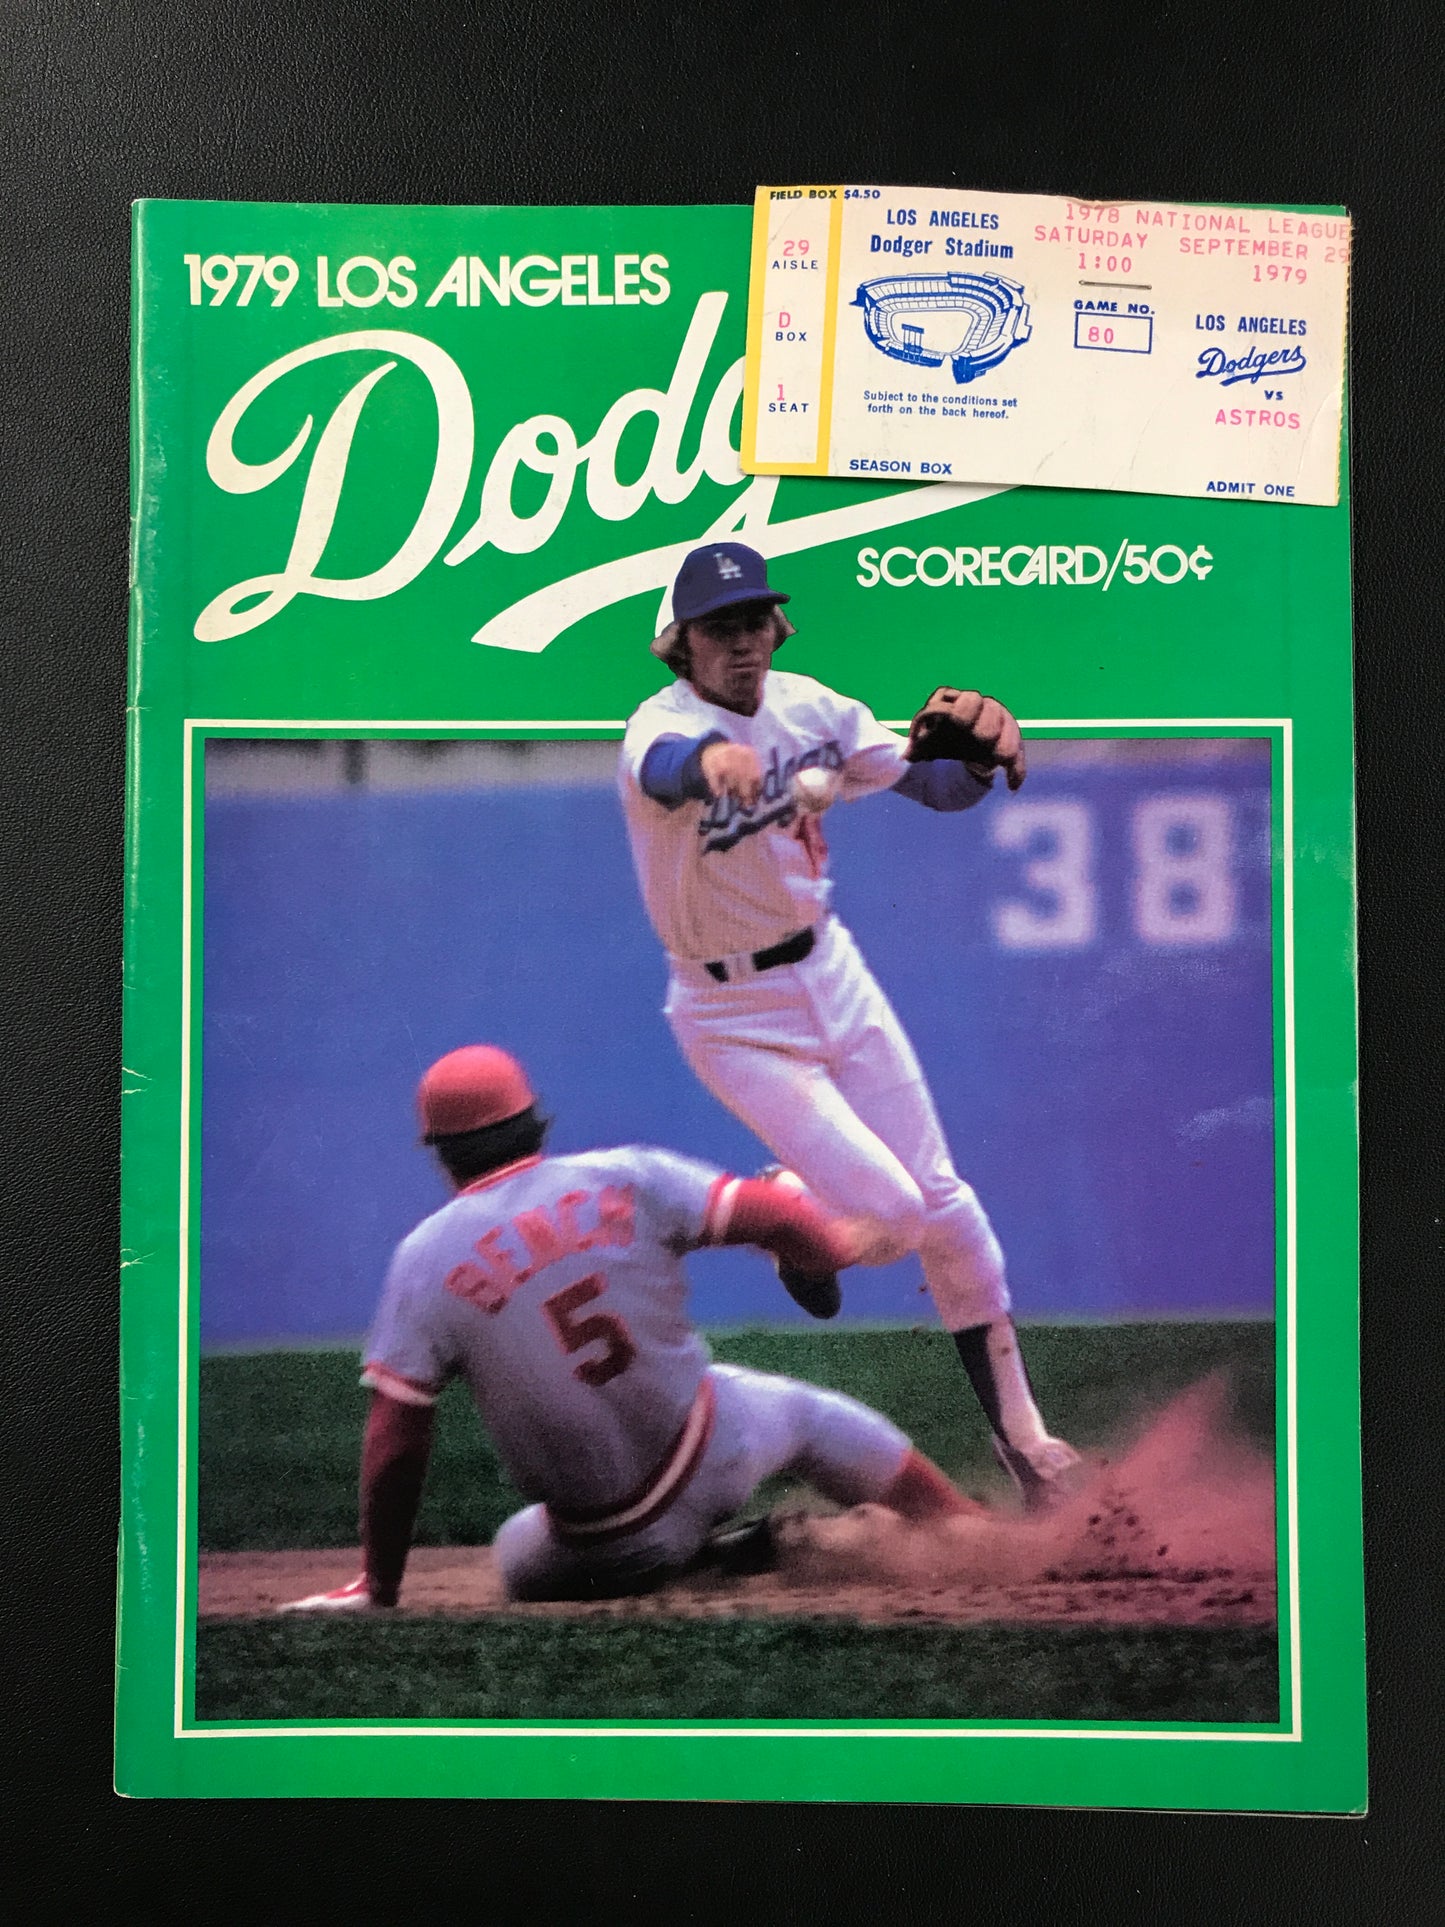 FIELD BOX $4.50
29
AISLE
D
BOX
1
SEAT
LOS ANGELES
Dodger Stadium
Subject to the conditions set
forth on the back hereof.
SEASON BOX
1978 NATIONAL LEAGUE
SATURDAY SEPTEMBER 29
1:00 1979
GAME NO.
80
LOS ANGELES
Dodgers
VS
ASTROS
ADMIT ONE
1979 LOS ANGELES
Dodg
SCORECARD/50¢
LA
Dodgers
38
BENCH
5